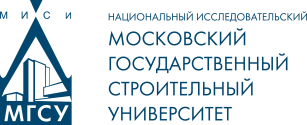 МИСИ
МГСУ
НАЦИОНАЛЬНЫЙ ИССЛЕДОВАТЕЛЬСКИЙ
МОСКОВСКИЙ
ГОСУДАРСТВЕННЫЙ
СТРОИТЕЛЬНЫЙ
УНИВЕРСИТЕТ